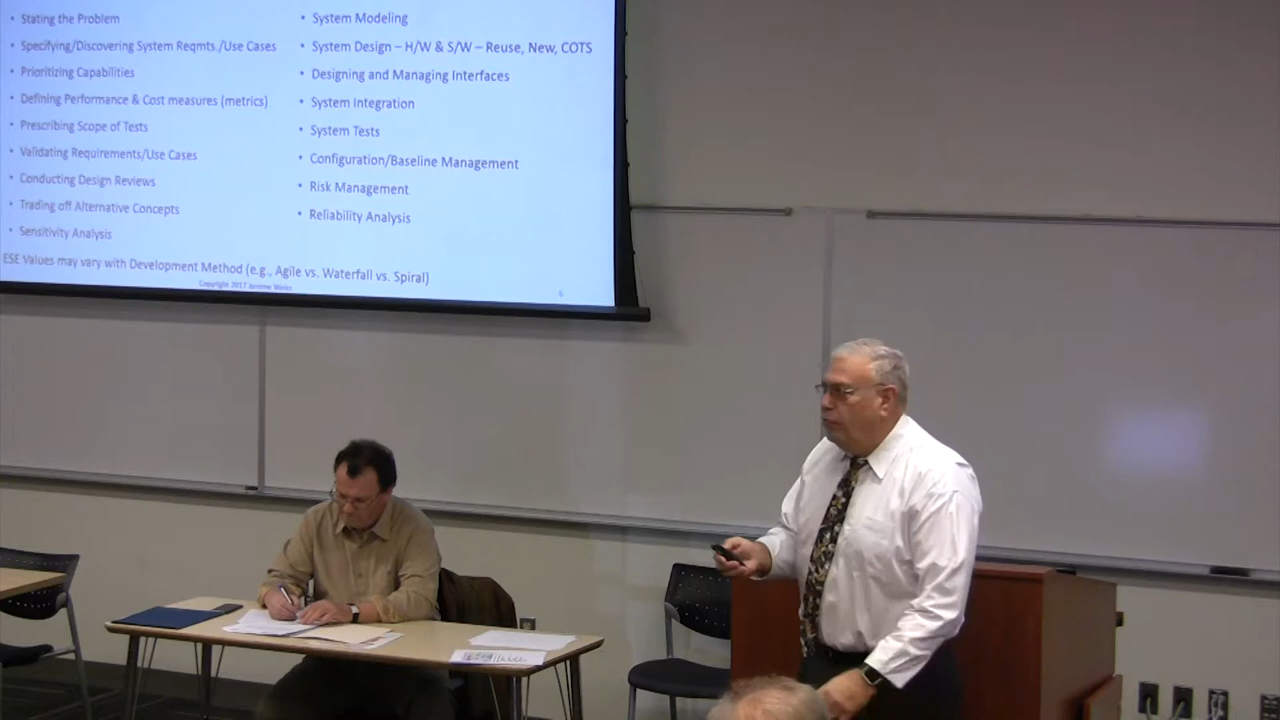 • Stating the Problem
• Specifying/Discovering System Reqmts./Use Cases
• Prioritizing Capabilities
• Defining Performance & Cost measures (metrics)
• Prescribing Scope of Tests
• Validating Requirements/Use Cases
• Conducting Design Reviews
• Trading off Alternative Concepts
• Sensitivity Analysis
• System Modeling
• System Design – H/W & S/W – Reuse, New, COTS
• Designing and Managing Interfaces
• System Integration
• System Tests
• Configuration/Baseline Management
• Risk Management
• Reliability Analysis
ESE Values may vary with Development Method (e.g., Agile vs. Waterfall vs. Spiral)
Copyright 2017 Jerome
6